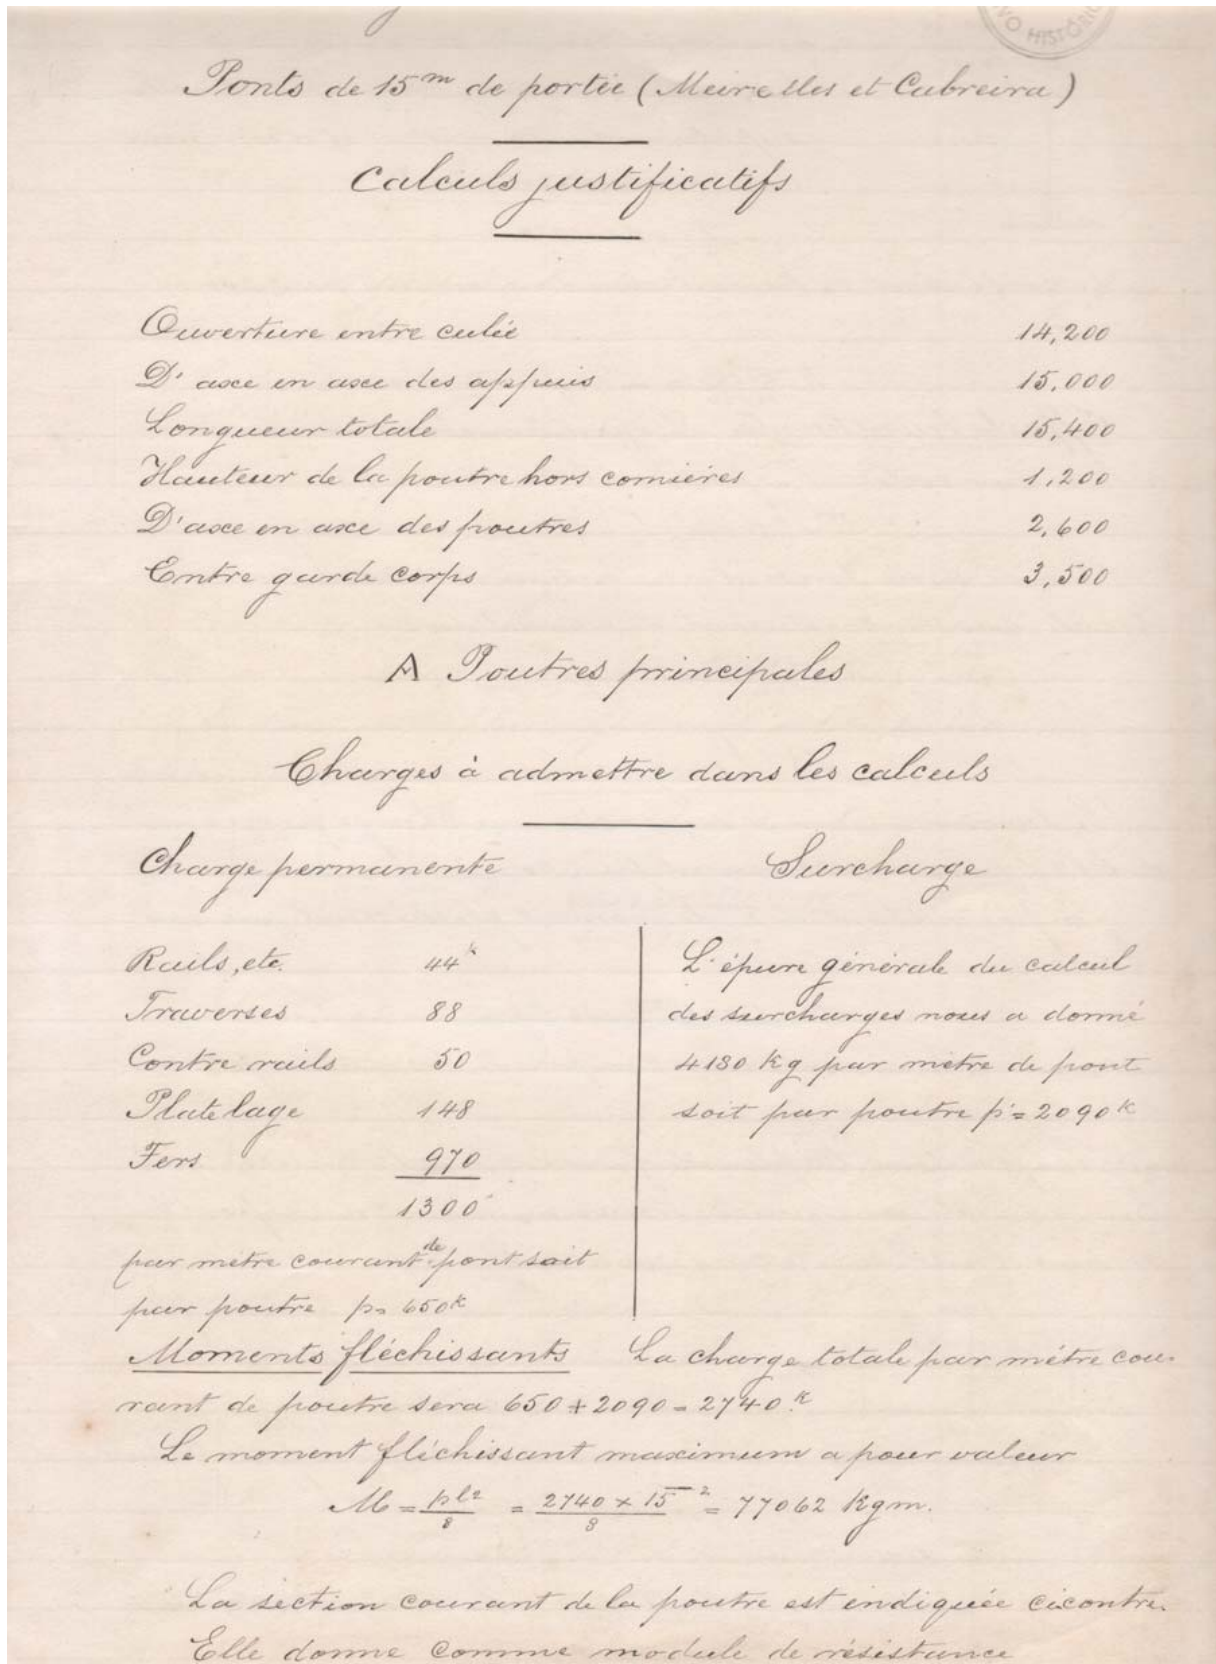 VO HISTÓRIC
Ponts de 15m de portée (Meirelles et Cabreira)
Calculs justificatifs
Ouverture entre culée 14,200
D'axe en axe des appuis 15,000
Longueur totale 15,400
Hauteur de la poutre hors cornières 1,200
D'axe en axe des poutres 2,600
Entre garde corps 3,500
A Poutres principales
Charges à admettre dans les calculs
Charge permanente
Rails, etc. 44k
Traverses 88
Contre rails 50
Platelage 148
Fers 970
1300
par mètre courant de pont soit
par poutre p = 650k
Surcharge
L'épure générale du calcul
des surcharges nous a donné
4180 kg par mètre de pont
soit par poutre p' = 2090k
Moments fléchissants La charge totale par mètre cou-
rant de poutre sera 650 + 2090 = 2740k
Le moment fléchissant maximum a pour valeur
M = pl²/8 = 2740 × 15²/8 = 77062 kgm.
La section courant de la poutre est indiquée cicontre.
Elle donne comme module de résistance